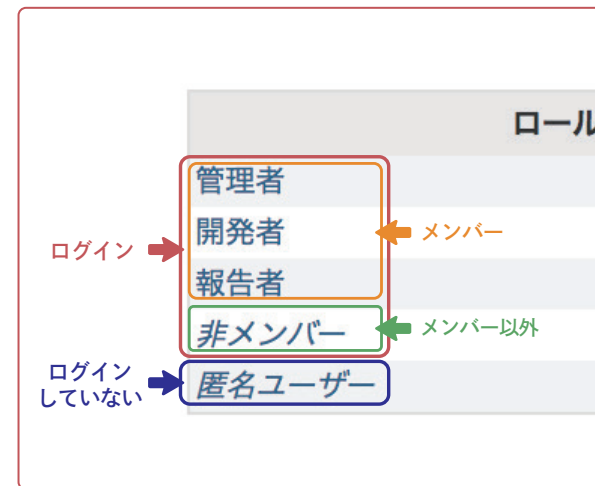 ロール
管理者
開発者
報告者
非メンバー
匿名ユーザー
ログイン
メンバー
メンバー以外
ログイン
していない